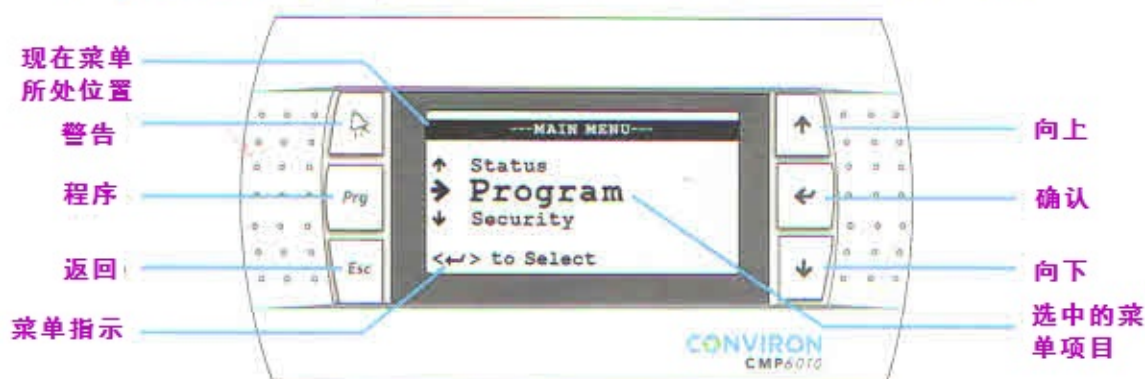 现在菜单
所处位置
警告
程序
返回
菜单指示
---MAIN MENU---
↑ Status
→ Program
↓ Security
<↵> to Select
Prg
Esc
向上
确认
向下
选中的菜
单项目
CONVIRON
CMP6010